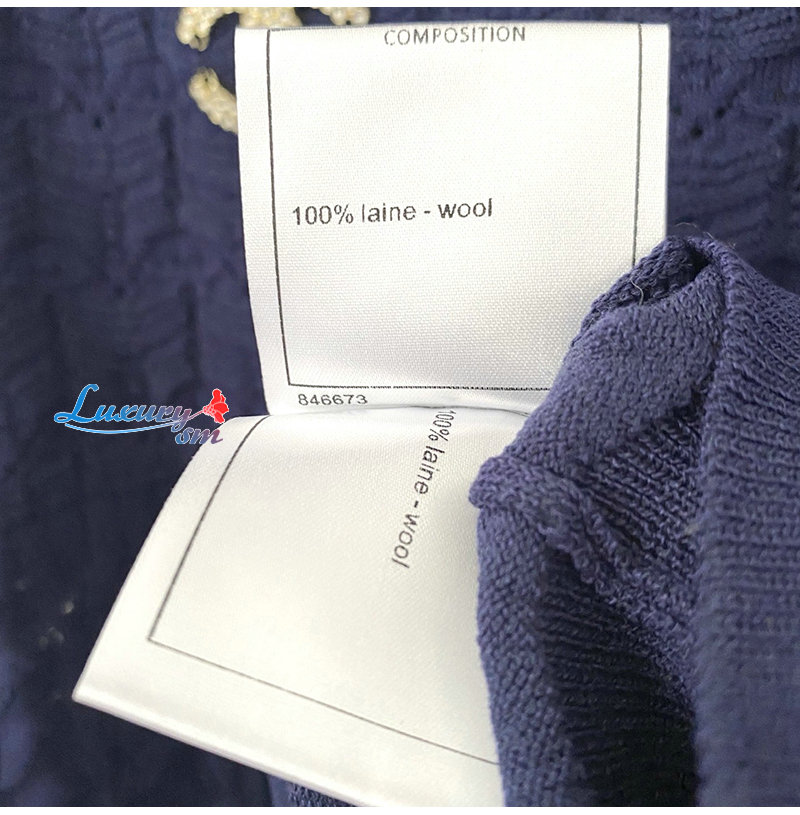 COMPOSITION
100% laine - wool
846673
Luxury
sm
100% laine - wool